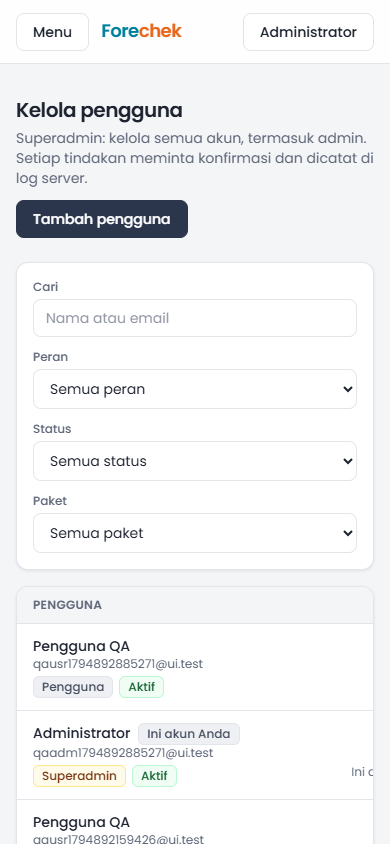 Menu
Forechek
Administrator
Kelola pengguna
Superadmin: kelola semua akun, termasuk admin.
Setiap tindakan meminta konfirmasi dan dicatat di
log server.
Tambah pengguna
Cari
Nama atau email
Peran
Semua peran
Status
Semua status
Paket
Semua paket
PENGGUNA
Pengguna QA
qausr1794892885271@ui.test
Pengguna
Aktif
Administrator
Ini akun Anda
qaadm1794892885271@ui.test
Superadmin
Aktif
Ini
Pengguna QA
qausr1794892159426@ui.test